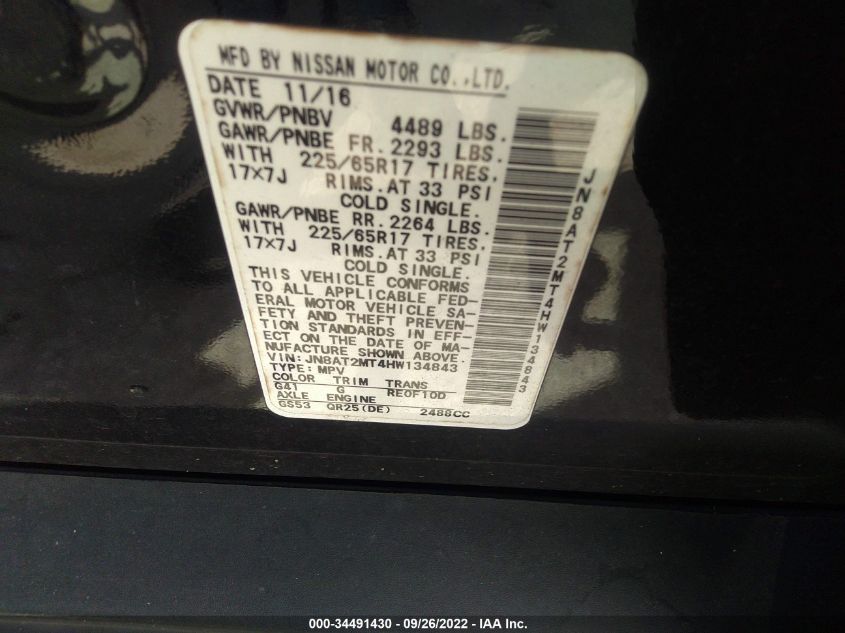 MFD BY NISSAN MOTOR CO.,LTD.
DATE 11/16
GVWR/PNBV 4489 LBS.
GAWR/PNBE FR. 2293 LBS.
WITH 225/65R17 TIRES.
17×7J RIMS.AT 33 PSI
COLD SINGLE.
GAWR/PNBE RR. 2264 LBS.
WITH 225/65R17 TIRES.
17×7J RIMS.AT 33 PSI
COLD SINGLE.
THIS VEHICLE CONFORMS
TO ALL APPLICABLE FED-
ERAL MOTOR VEHICLE SA-
FETY AND THEFT PREVEN-
TION STANDARDS IN EFF-
ECT ON THE DATE OF MA-
NUFACTURE SHOWN ABOVE.
VIN: JN8AT2MT4HW134843
TYPE: MPV
COLOR TRIM TRANS
G41 G RE0F10D
AXLE ENGINE
GS53 QR25(DE) 2488CC
JN8AT2MT4HW134843
000-34491430 - 09/26/2022 - IAA Inc.